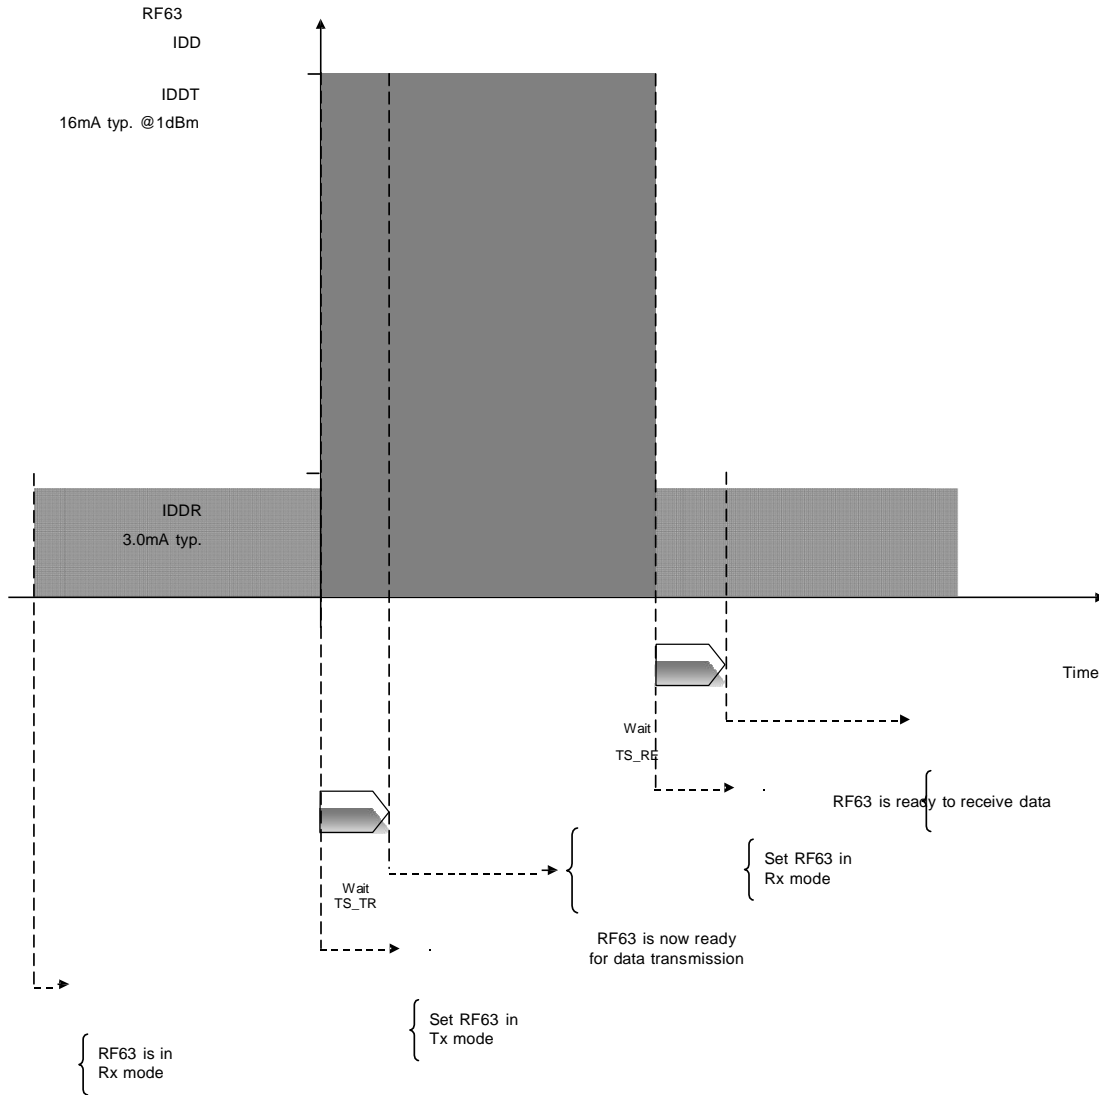 RF63
IDD
IDDT
16mA typ. @1dBm
IDDR
3.0mA typ.
Time
Wait
TS_RE
RF63 is ready to receive data
Set RF63 in
Rx mode
Wait
TS_TR
RF63 is now ready
for data transmission
Set RF63 in
Tx mode
RF63 is in
Rx mode